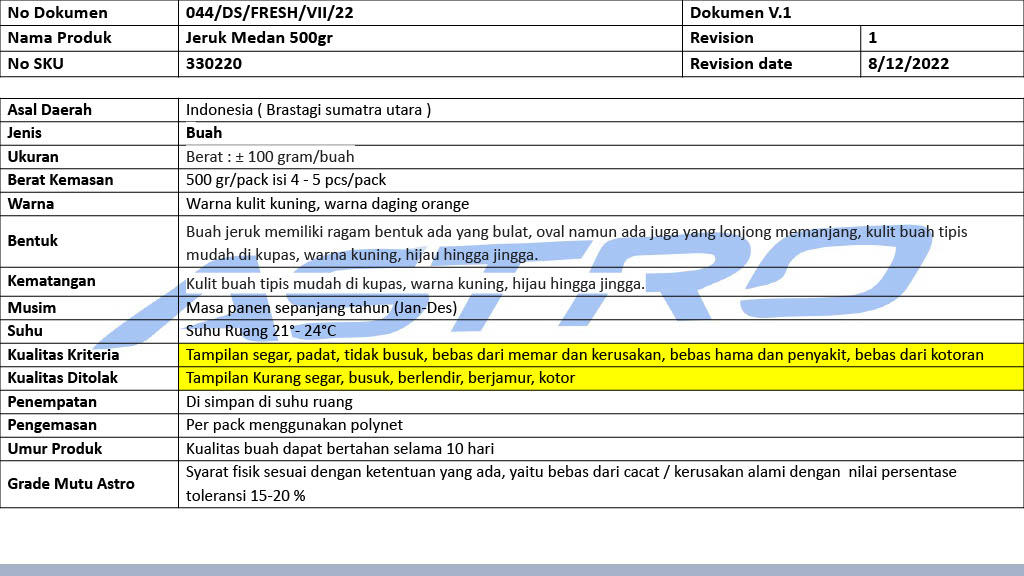 No Dokumen 044/DS/FRESH/VII/22 Dokumen V.1
Nama Produk Jeruk Medan 500gr Revision 1
No SKU 330220 Revision date 8/12/2022
Asal Daerah Indonesia ( Brastagi sumatra utara )
Jenis Buah
Ukuran Berat : ± 100 gram/buah
Berat Kemasan 500 gr/pack isi 4 - 5 pcs/pack
Warna Warna kulit kuning, warna daging orange
Bentuk Buah jeruk memiliki ragam bentuk ada yang bulat, oval namun ada juga yang lonjong memanjang, kulit buah tipis
mudah di kupas, warna kuning, hijau hingga jingga.
Kematangan Kulit buah tipis mudah di kupas, warna kuning, hijau hingga jingga.
Musim Masa panen sepanjang tahun (Jan-Des)
Suhu Suhu Ruang 21°- 24°C
Kualitas Kriteria Tampilan segar, padat, tidak busuk, bebas dari memar dan kerusakan, bebas hama dan penyakit, bebas dari kotoran
Kualitas Ditolak Tampilan Kurang segar, busuk, berlendir, berjamur, kotor
Penempatan Di simpan di suhu ruang
Pengemasan Per pack menggunakan polynet
Umur Produk Kualitas buah dapat bertahan selama 10 hari
Grade Mutu Astro Syarat fisik sesuai dengan ketentuan yang ada, yaitu bebas dari cacat / kerusakan alami dengan  nilai persentase
toleransi 15-20 %
ASTRO